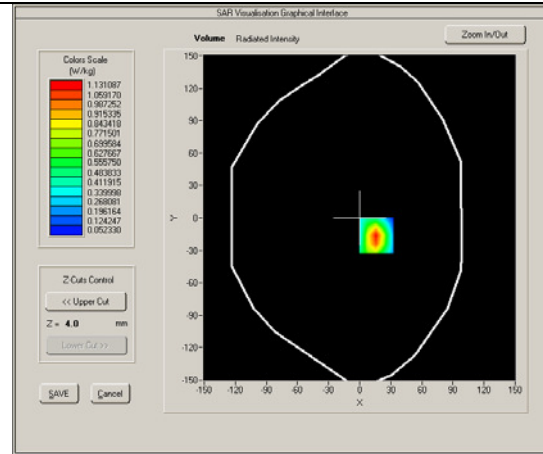 SAR Visualisation Graphical Interface
Volume Radiated Intensity
Zoom In/Out
Colors Scale
(W/kg)
1.131087
1.059170
0.987252
0.915335
0.843418
0.771501
0.699584
0.627667
0.555750
0.483833
0.411915
0.339998
0.268081
0.196164
0.124247
0.052330
Z Cuts Control
<< Upper Cut
Z = 4.0 mm
Lower Cut >>
SAVE Cancel
150
120
90
60
30
0
-30
-60
-90
-120
-150
Y
-150 -120 -90 -60 -30 0 30 60 90 120 150
X